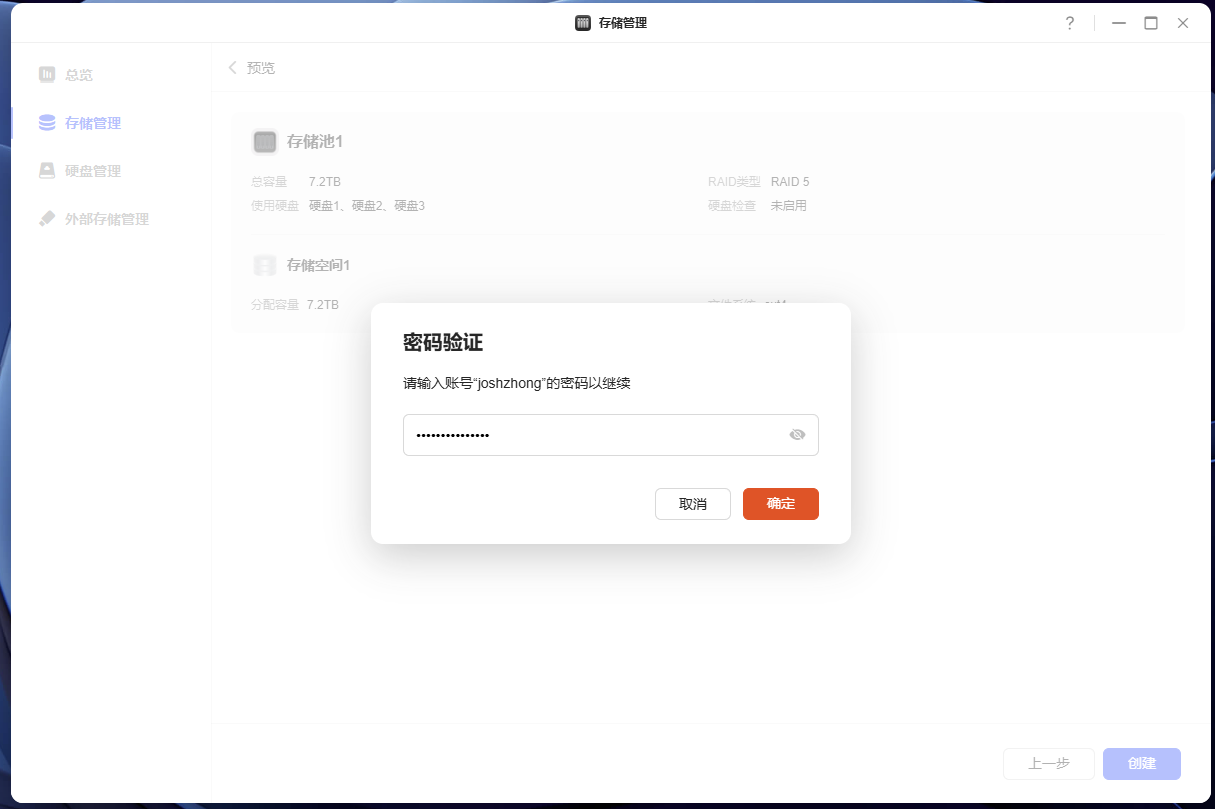 存储管理
?
总览
存储管理
硬盘管理
外部存储管理
预览
存储池1
总容量 7.2TB
RAID类型 RAID 5
使用硬盘 硬盘1、硬盘2、硬盘3
硬盘检查 未启用
存储空间1
分配容量 7.2TB
密码验证
请输入账号“joshzhong”的密码以继续
•••••••••••••••
取消
确定
上一步
创建